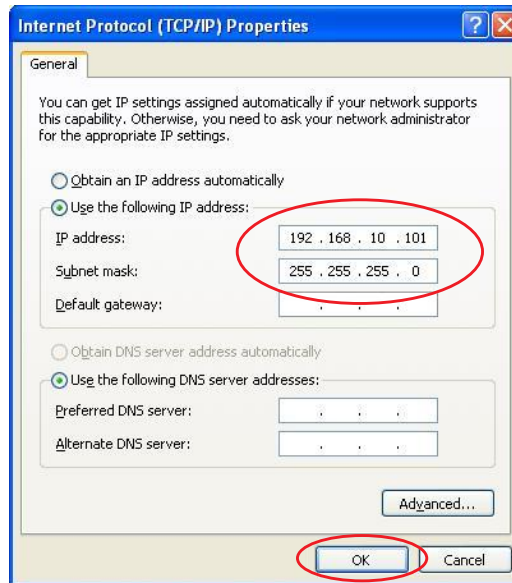 Internet Protocol (TCP/IP) Properties
General
You can get IP settings assigned automatically if your network supports
this capability. Otherwise, you need to ask your network administrator
for the appropriate IP settings.
Obtain an IP address automatically
Use the following IP address:
IP address: 192 . 168 . 10 . 101
Subnet mask: 255 . 255 . 255 . 0
Default gateway: . . .
Obtain DNS server address automatically
Use the following DNS server addresses:
Preferred DNS server: . . .
Alternate DNS server: . . .
Advanced...
OK Cancel